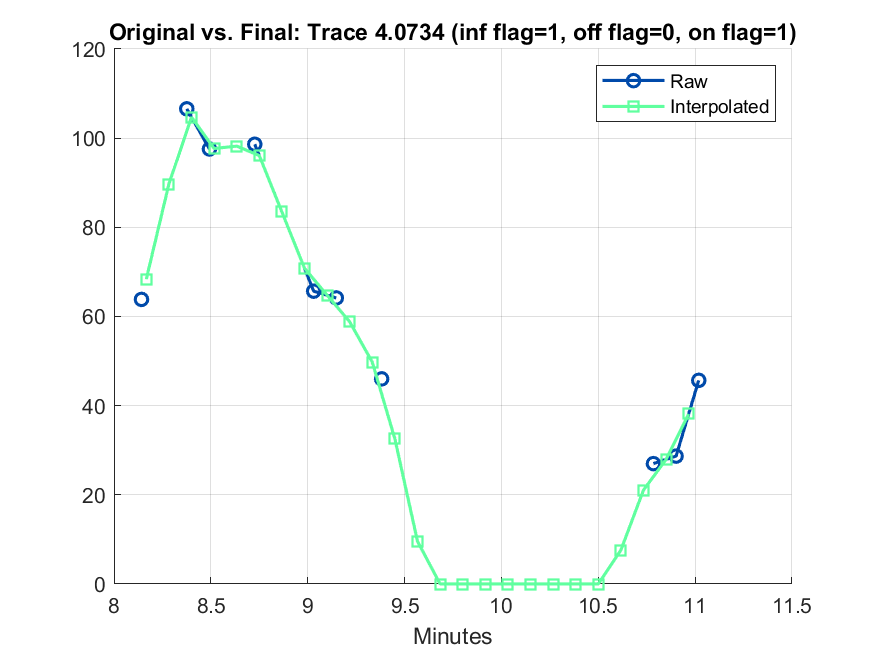 Original vs. Final: Trace 4.0734 (inf flag=1, off flag=0, on flag=1)
120
100
80
60
40
20
0
Raw
Interpolated
8 8.5 9 9.5 10 10.5 11 11.5
Minutes